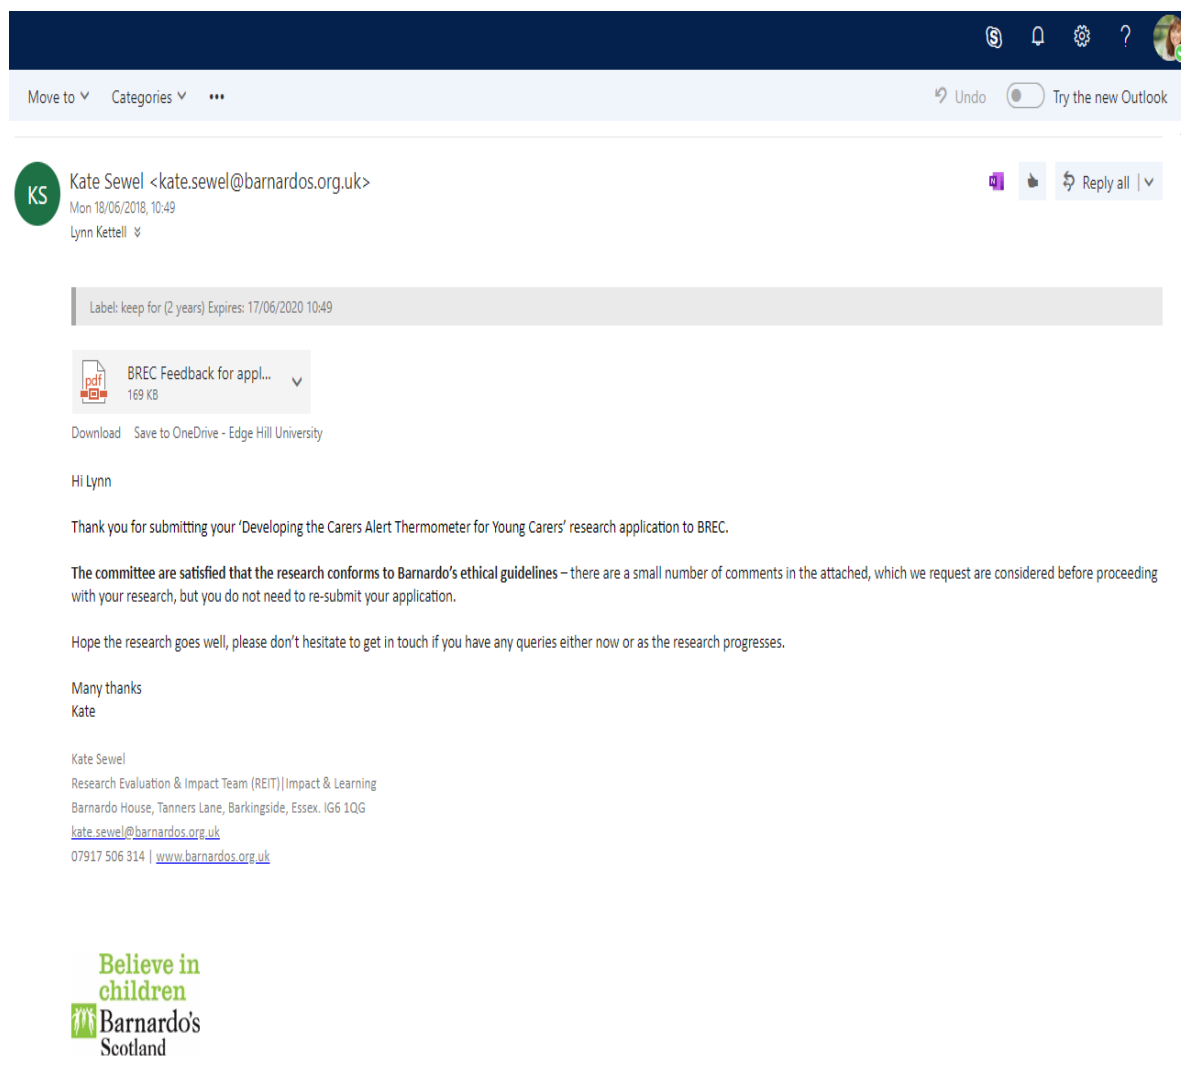 Move to Categories ••• Undo Try the new Outlook
KS
Kate Sewel <kate.sewel@barnardos.org.uk>
Mon 18/06/2018, 10:49
Lynn Kettell
Reply all
Label: keep for (2 years) Expires: 17/06/2020 10:49
pdf
BREC Feedback for appl...
169 KB
Download Save to OneDrive - Edge Hill University
Hi Lynn
Thank you for submitting your ‘Developing the Carers Alert Thermometer for Young Carers’ research application to BREC.
The committee are satisfied that the research conforms to Barnardo’s ethical guidelines – there are a small number of comments in the attached, which we request are considered before proceeding
with your research, but you do not need to re-submit your application.
Hope the research goes well, please don’t hesitate to get in touch if you have any queries either now or as the research progresses.
Many thanks
Kate
Kate Sewel
Research Evaluation & Impact Team (REIT)|Impact & Learning
Barnardo House, Tanners Lane, Barkingside, Essex. IG6 1QG
kate.sewel@barnardos.org.uk
07917 506 314 | www.barnardos.org.uk
Believe in
children
Barnardo's
Scotland